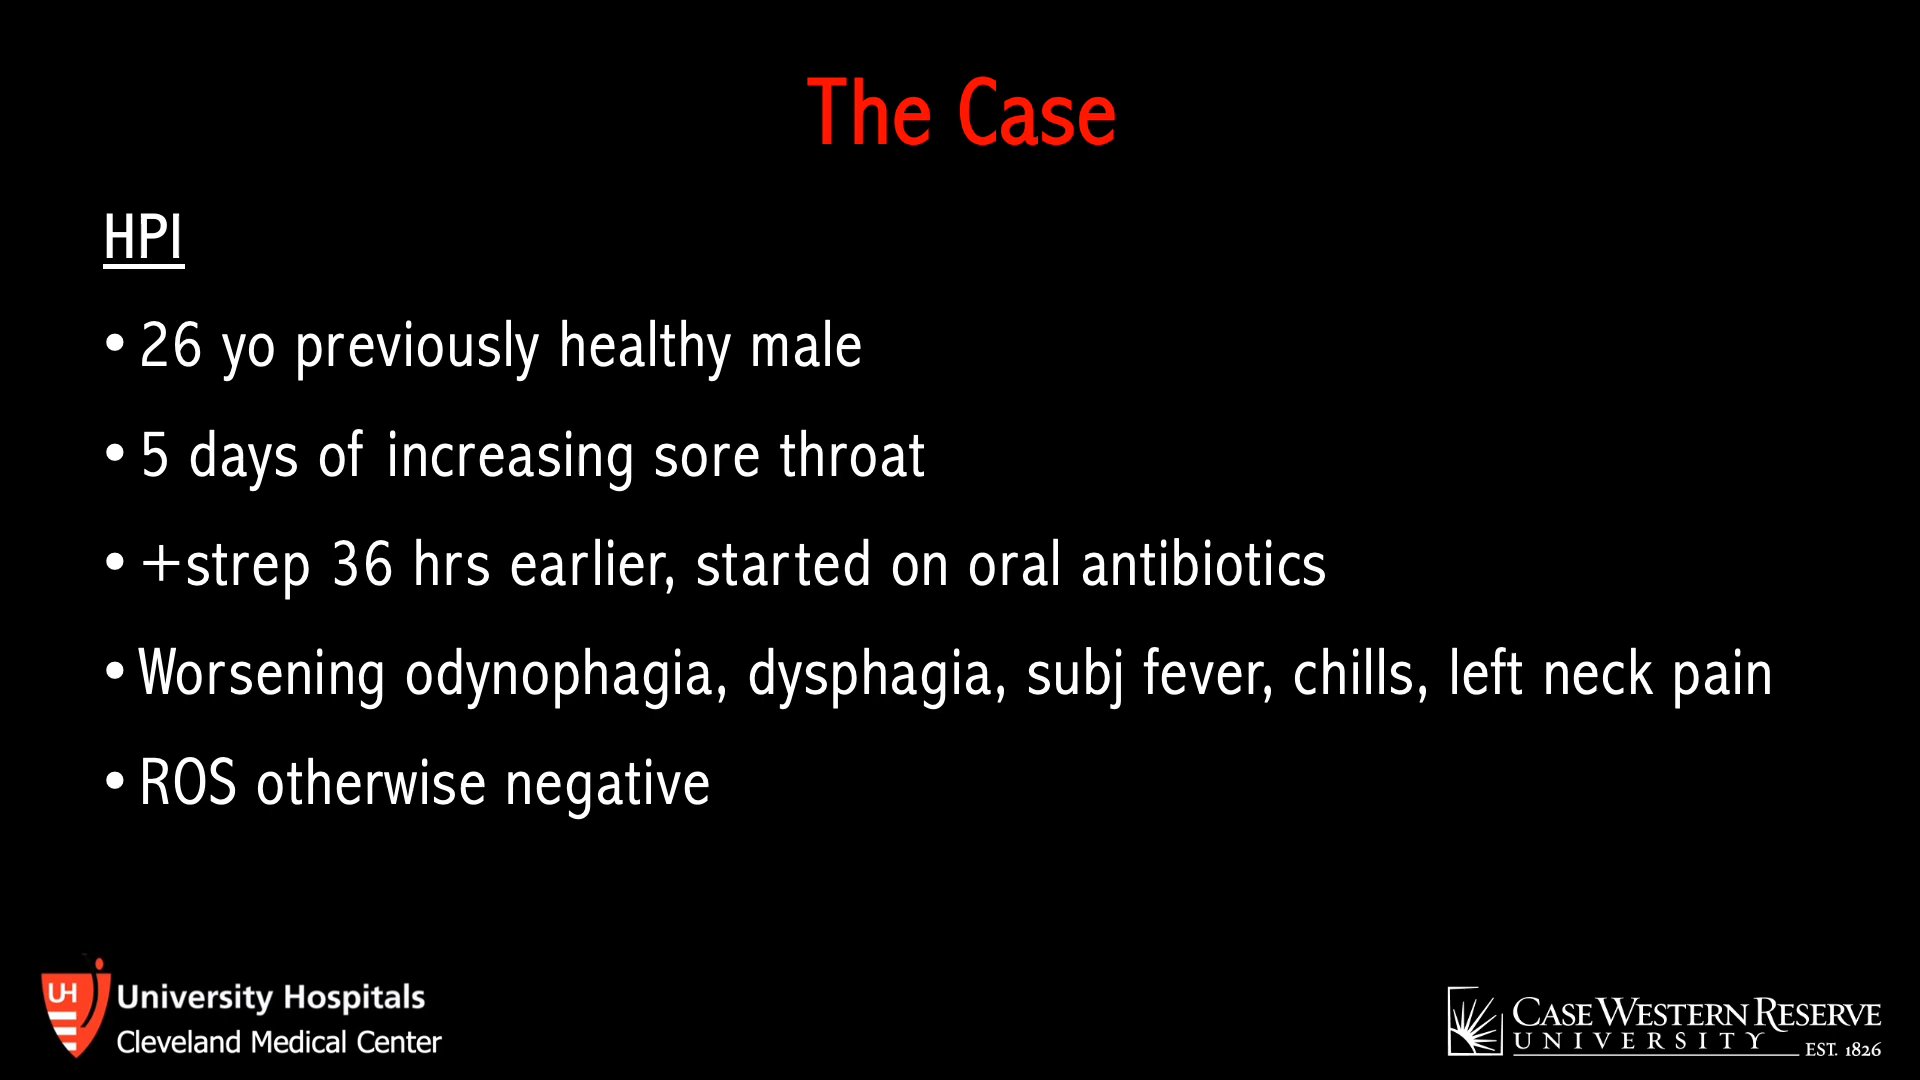 The Case
HPI
• 26 yo previously healthy male
• 5 days of increasing sore throat
• +strep 36 hrs earlier, started on oral antibiotics
• Worsening odynophagia, dysphagia, subj fever, chills, left neck pain
• ROS otherwise negative
UH
University Hospitals
Cleveland Medical Center
CASE WESTERN RESERVE
UNIVERSITY
EST. 1826